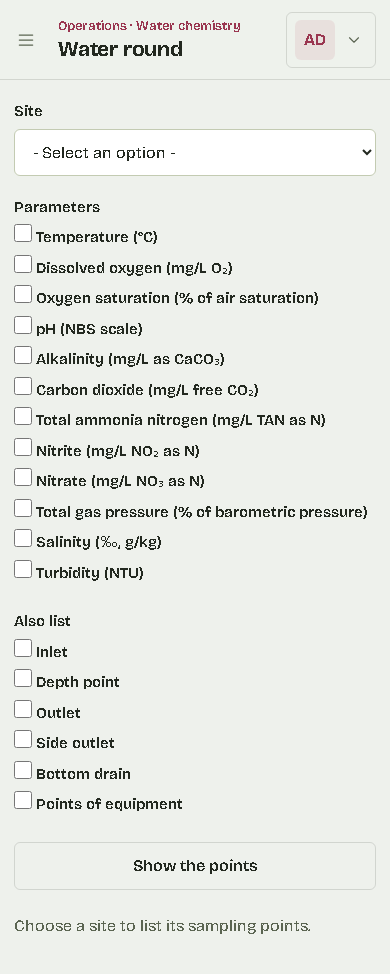 Operations · Water chemistry
Water round
AD
Site
- Select an option -
Parameters
Temperature (°C)
Dissolved oxygen (mg/L O₂)
Oxygen saturation (% of air saturation)
pH (NBS scale)
Alkalinity (mg/L as CaCO₃)
Carbon dioxide (mg/L free CO₂)
Total ammonia nitrogen (mg/L TAN as N)
Nitrite (mg/L NO₂ as N)
Nitrate (mg/L NO₃ as N)
Total gas pressure (% of barometric pressure)
Salinity (‰, g/kg)
Turbidity (NTU)
Also list
Inlet
Depth point
Outlet
Side outlet
Bottom drain
Points of equipment
Show the points
Choose a site to list its sampling points.